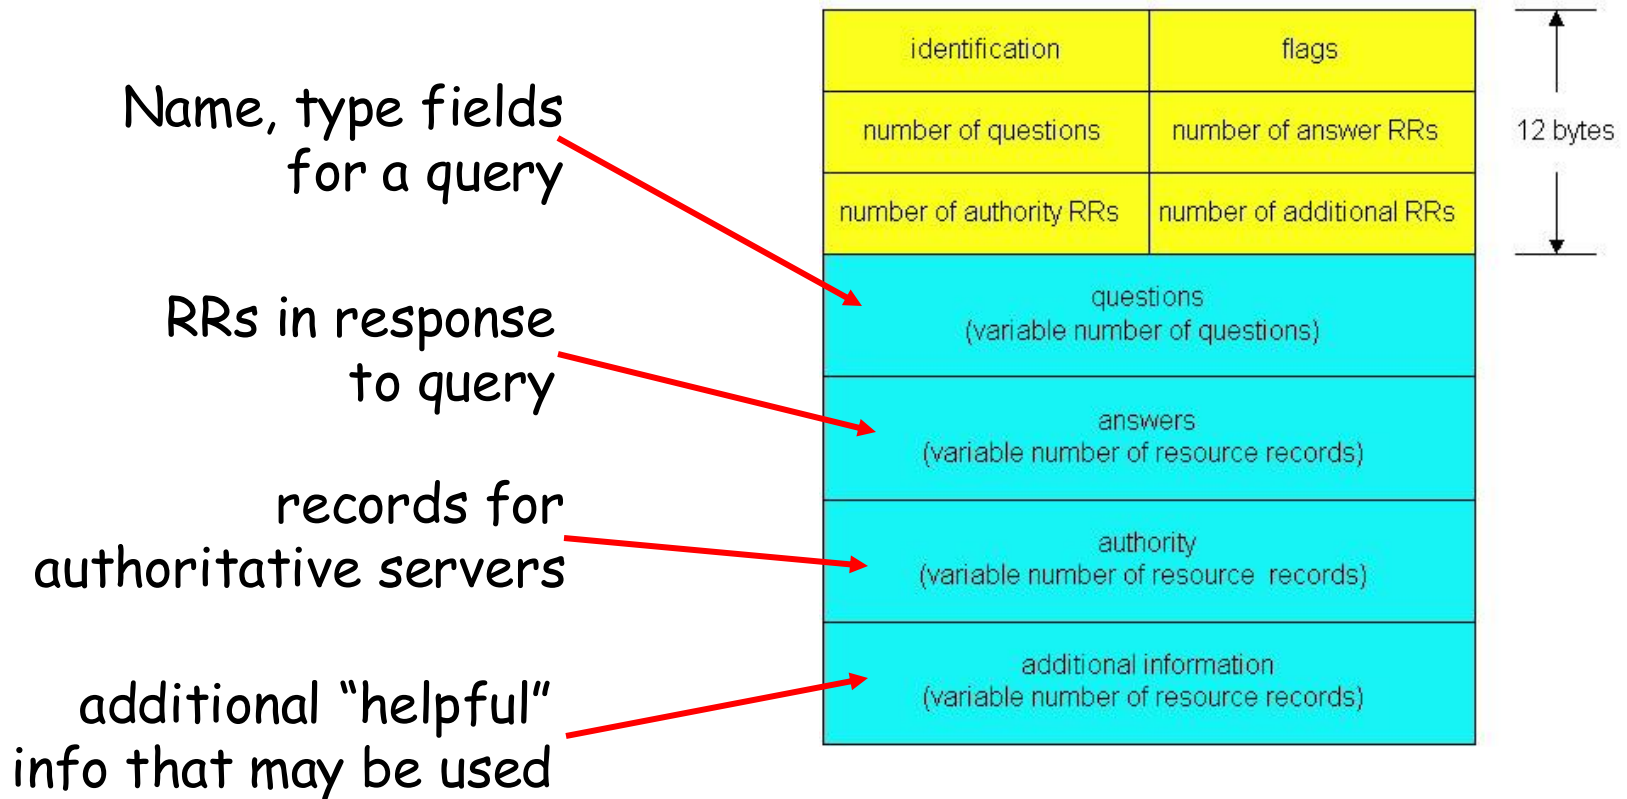 Name, type fields
for a query
RRs in response
to query
records for
authoritative servers
additional “helpful”
info that may be used
identification
flags
number of questions
number of answer RRs
number of authority RRs
number of additional RRs
12 bytes
questions
(variable number of questions)
answers
(variable number of resource records)
authority
(variable number of resource records)
additional information
(variable number of resource records)